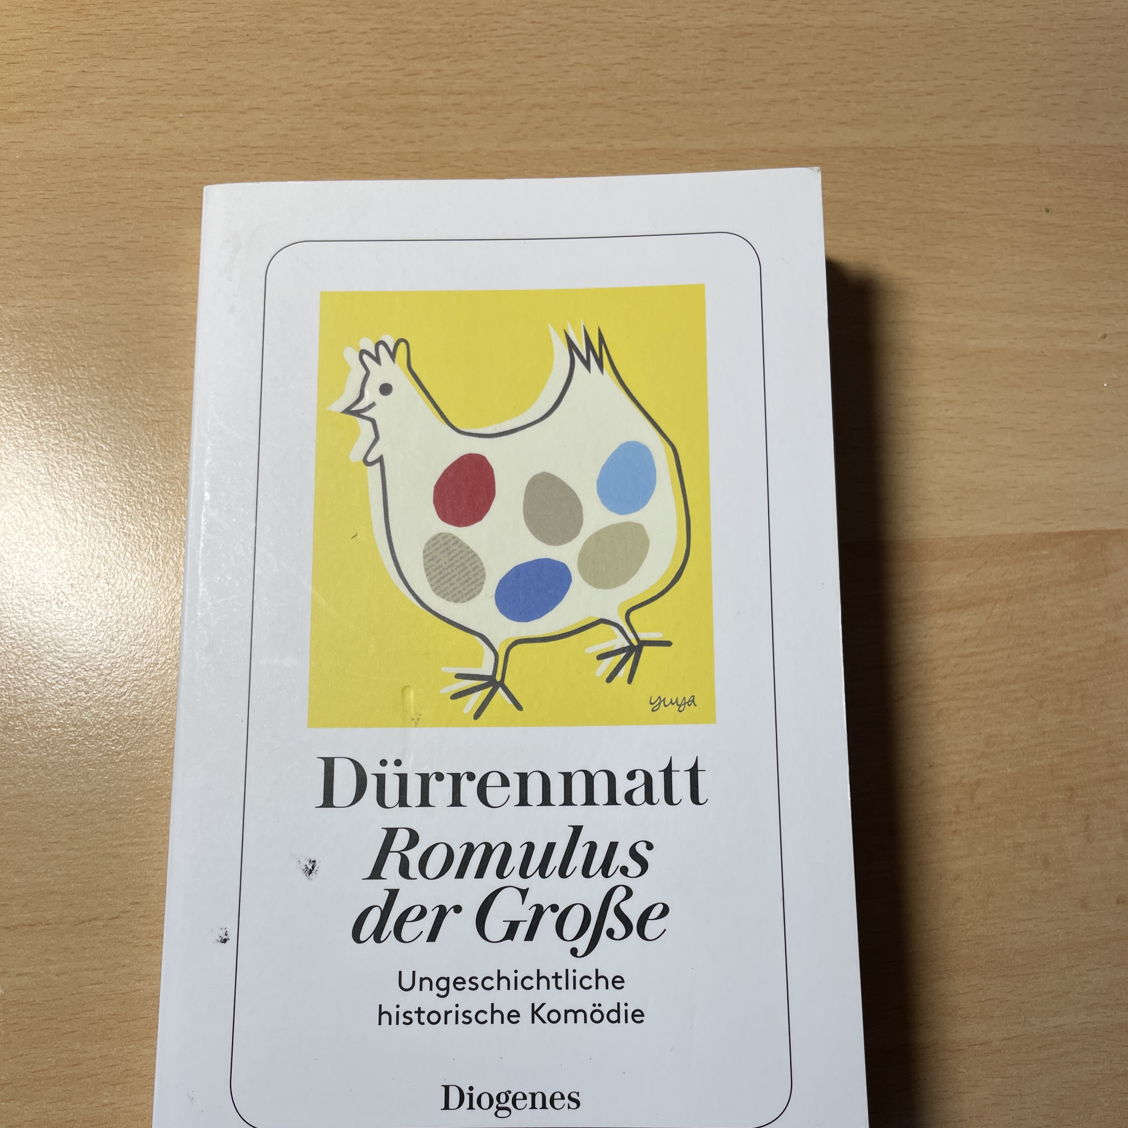 yuya
Dürrenmatt
Romulus
der Große
Ungeschichtliche
historische Komödie
Diogenes